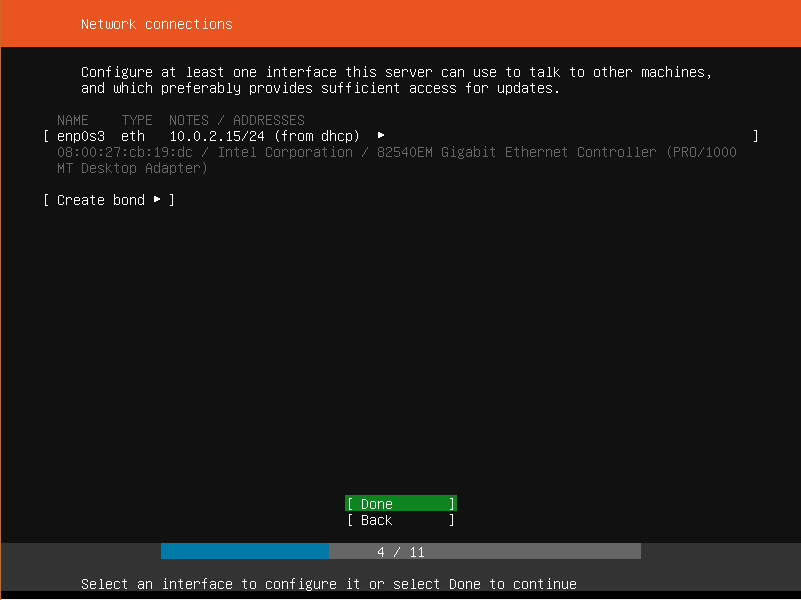 Network connections
Configure at least one interface this server can use to talk to other machines,
and which preferably provides sufficient access for updates.
NAME TYPE NOTES / ADDRESSES
[ enp0s3 eth 10.0.2.15/24 (from dhcp) ▸ ]
08:00:27:cb:19:dc / Intel Corporation / 82540EM Gigabit Ethernet Controller (PRO/1000
MT Desktop Adapter)
[ Create bond ▸ ]
[ Done ]
[ Back ]
4 / 11
Select an interface to configure it or select Done to continue